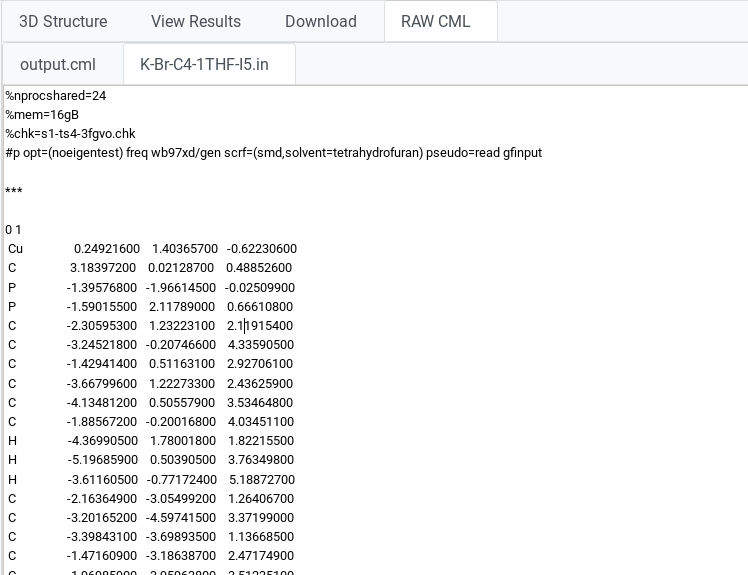 3D Structure View Results Download RAW CML
output.cml K-Br-C4-1THF-I5.in
%nprocshared=24
%mem=16gB
%chk=s1-ts4-3fgvo.chk
#p opt=(noeigentest) freq wb97xd/gen scrf=(smd,solvent=tetrahydrofuran) pseudo=read gfinput
***
0 1
Cu 0.24921600 1.40365700 -0.62230600
C 3.18397200 0.02128700 0.48852600
P -1.39576800 -1.96614500 -0.02509900
P -1.59015500 2.11789000 0.66610800
C -2.30595300 1.23223100 2.11915400
C -3.24521800 -0.20746600 4.33590500
C -1.42941400 0.51163100 2.92706100
C -3.66799600 1.22273300 2.43625900
C -4.13481200 0.50557900 3.53464800
C -1.88567200 -0.20016800 4.03451100
H -4.36990500 1.78001800 1.82215500
H -5.19685900 0.50390500 3.76349800
H -3.61160500 -0.77172400 5.18872700
C -2.16364900 -3.05499200 1.26406700
C -3.20165200 -4.59741500 3.37199000
C -3.39843100 -3.69893500 1.13668500
C -1.47160900 -3.18638700 2.47174900